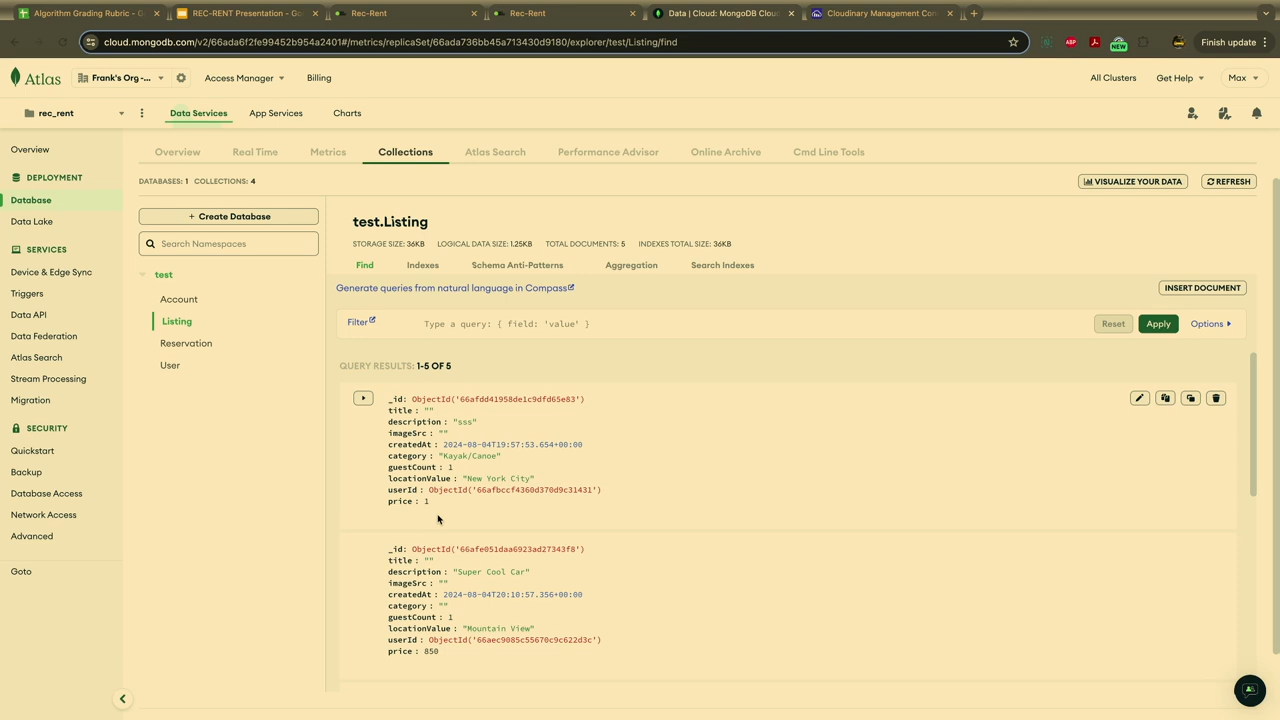 Algorithm Grading Rubric - G
REC-RENT Presentation - Go
Rec-Rent
Rec-Rent
Data | Cloud: MongoDB Clou
Cloudinary Management Con
cloud.mongodb.com/v2/66ada6f2fe99452b954a2401#/metrics/replicaSet/66ada736bb45a713430d9180/explorer/test/Listing/find
ABP
NEW
Finish update
Atlas
Frank's Org -...
Access Manager
Billing
All Clusters
Get Help
Max
rec_rent
Data Services
App Services
Charts
Overview
DEPLOYMENT
Database
Data Lake
SERVICES
Device & Edge Sync
Triggers
Data API
Data Federation
Atlas Search
Stream Processing
Migration
SECURITY
Quickstart
Backup
Database Access
Network Access
Advanced
Goto
Overview
Real Time
Metrics
Collections
Atlas Search
Performance Advisor
Online Archive
Cmd Line Tools
DATABASES: 1 COLLECTIONS: 4
VISUALIZE YOUR DATA
REFRESH
+ Create Database
Search Namespaces
test
Account
Listing
Reservation
User
test.Listing
STORAGE SIZE: 36KB LOGICAL DATA SIZE: 1.25KB TOTAL DOCUMENTS: 5 INDEXES TOTAL SIZE: 36KB
Find
Indexes
Schema Anti-Patterns
Aggregation
Search Indexes
Generate queries from natural language in Compass
INSERT DOCUMENT
Filter
Type a query: { field: 'value' }
Reset
Apply
Options
QUERY RESULTS: 1-5 OF 5
_id: ObjectId('66afdd41958de1c9dfd65e83')
title : ""
description : "sss"
imageSrc : ""
createdAt : 2024-08-04T19:57:53.654+00:00
category : "Kayak/Canoe"
guestCount : 1
locationValue : "New York City"
userId : ObjectId('66afbccf4360d370d9c31431')
price : 1
_id: ObjectId('66afe051daa6923ad27343f8')
title : ""
description : "Super Cool Car"
imageSrc : ""
createdAt : 2024-08-04T20:10:57.356+00:00
category : ""
guestCount : 1
locationValue : "Mountain View"
userId : ObjectId('66aec9085c55670c9c622d3c')
price : 850